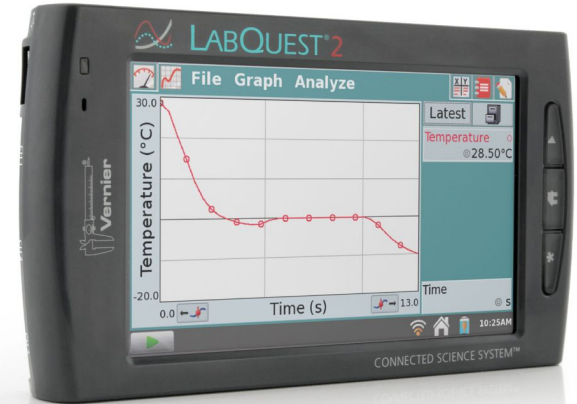 LABQUEST®2
File Graph Analyze
X Y
Latest
30.0
Temperature (°C)
-20.0
Temperature
28.50°C
0.0
Time (s)
13.0
Time
s
10:25AM
Vernier
CONNECTED SCIENCE SYSTEM™